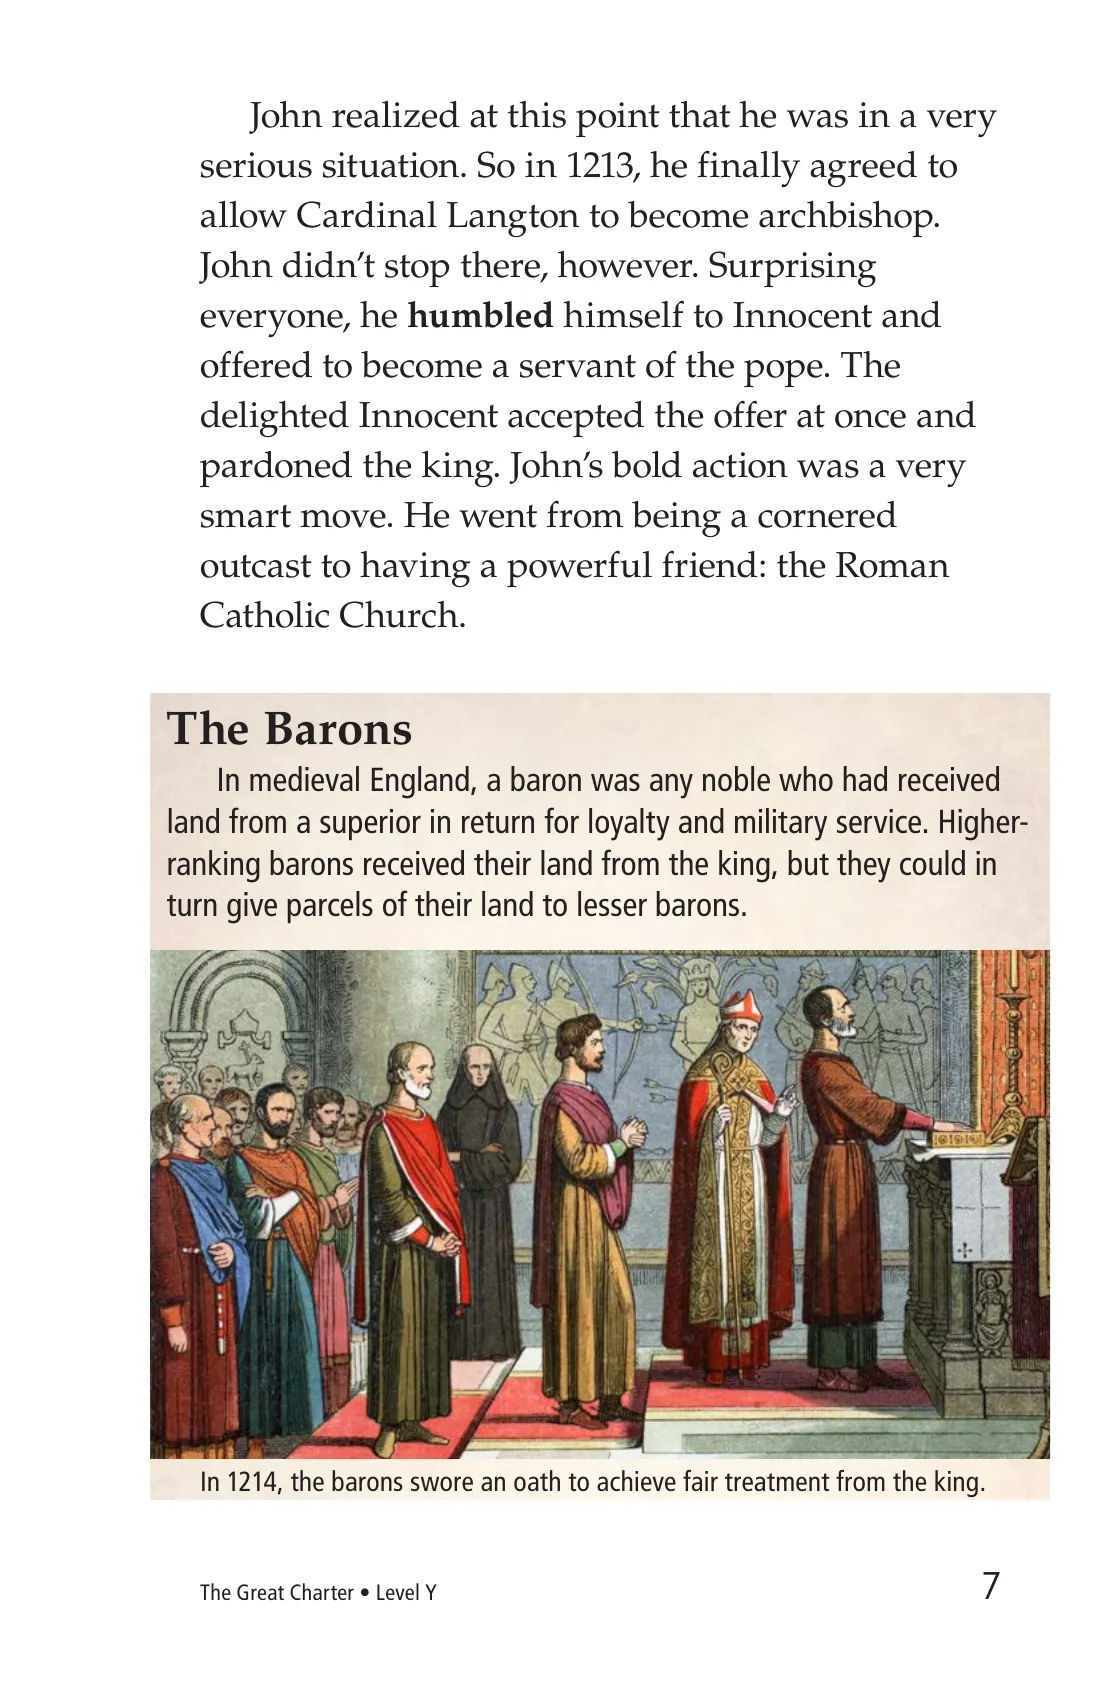 John realized at this point that he was in a very
serious situation. So in 1213, he finally agreed to
allow Cardinal Langton to become archbishop.
John didn’t stop there, however. Surprising
everyone, he humbled himself to Innocent and
offered to become a servant of the pope. The
delighted Innocent accepted the offer at once and
pardoned the king. John’s bold action was a very
smart move. He went from being a cornered
outcast to having a powerful friend: the Roman
Catholic Church.
The Barons
In medieval England, a baron was any noble who had received
land from a superior in return for loyalty and military service. Higher-
ranking barons received their land from the king, but they could in
turn give parcels of their land to lesser barons.
In 1214, the barons swore an oath to achieve fair treatment from the king.
The Great Charter • Level Y
7